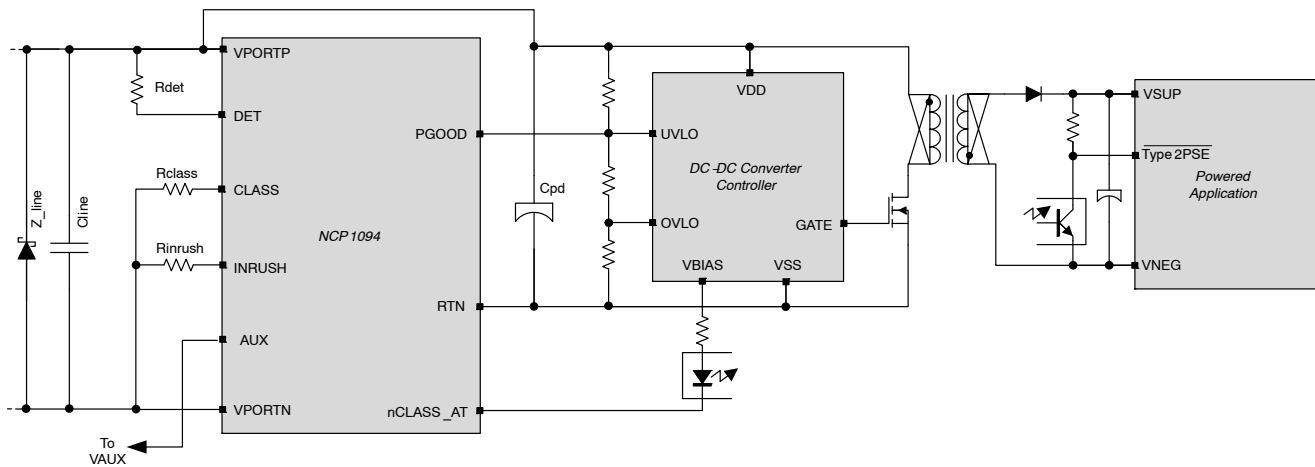 VPORTP
Rdet
DET
VDD
VSUP
PGOOD
UVLO
Type 2PSE
DC-DC Converter
Controller
Powered
Application
Rclass
CLASS
Cpd
Z_line
Cline
NCP1094
OVLO
GATE
Rinrush
INRUSH
VBIAS
VSS
VNEG
RTN
AUX
VPORTN
nCLASS_AT
To
VAUX